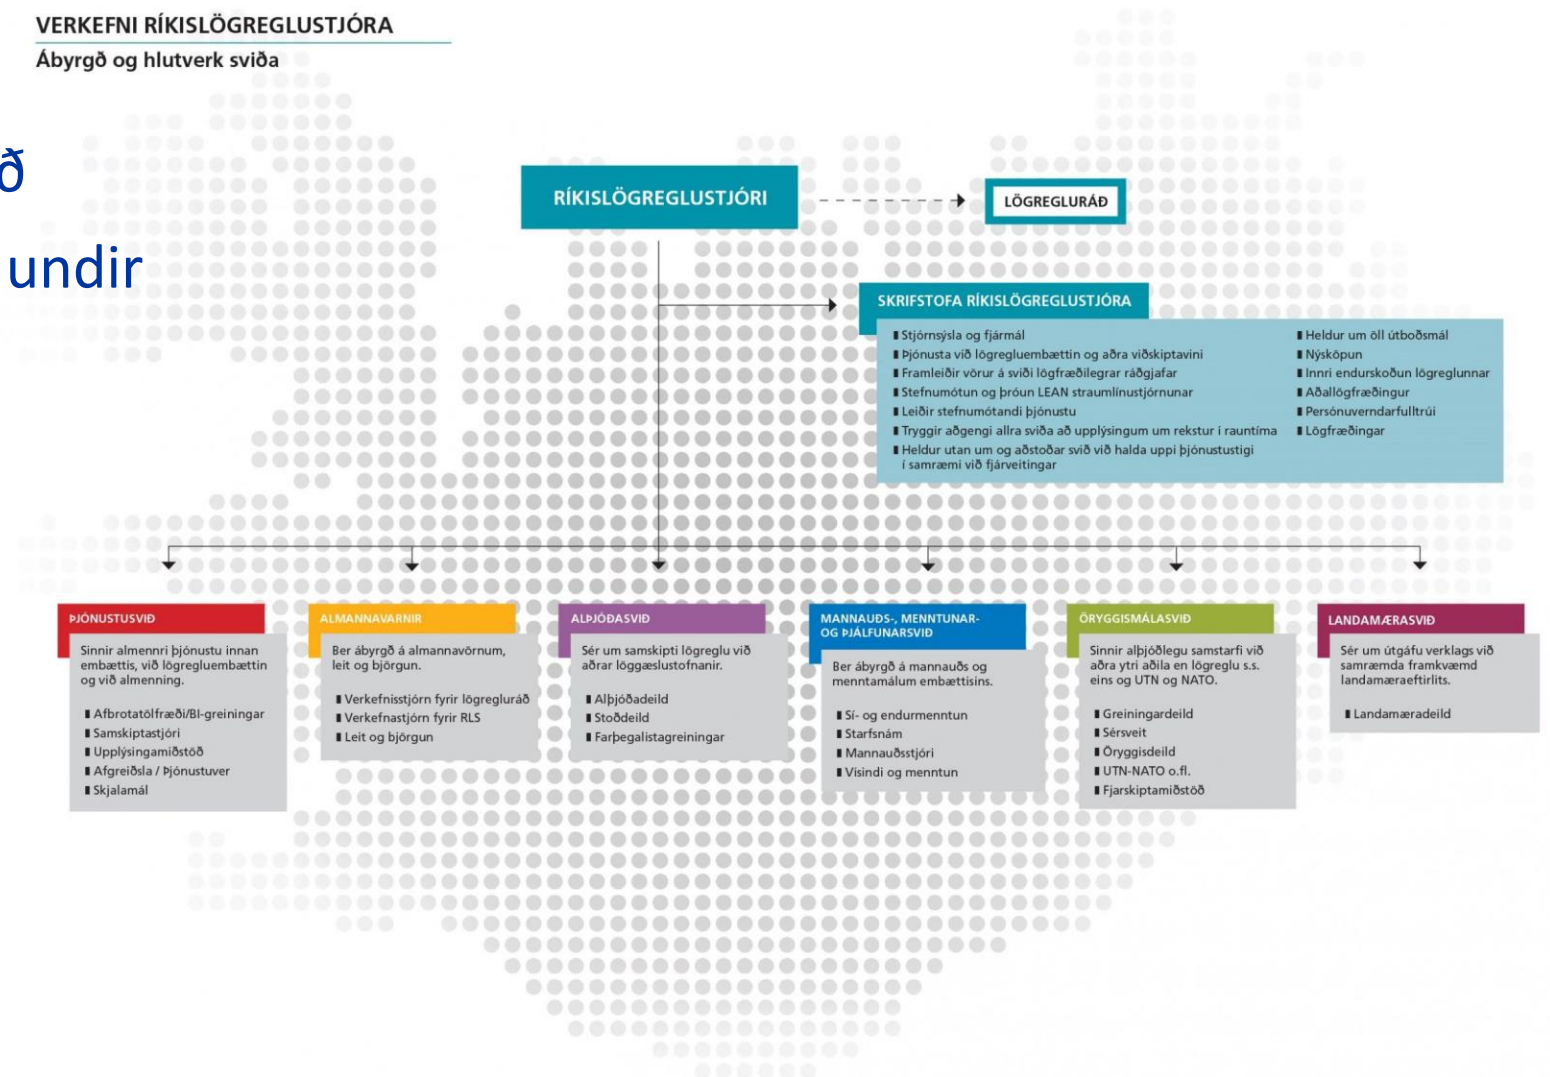 VERKEFNI RÍKISLÖGREGLUSTJÓRA
Ábyrgð og hlutverk sviða
ð
undir
RÍKISLÖGREGLUSTJÓRI
LÖGREGLURÁÐ
SKRIFSTOFA RÍKISLÖGREGLUSTJÓRA
Stjórnsýsla og fjármál
Þjónusta við lögregluembættin og aðra viðskiptavini
Framleiðir vörur á sviði lögfræðilegrar ráðgjafar
Stefnumótun og þróun LEAN straumlínustjórnunar
Leiðir stefnumótandi þjónustu
Tryggir aðgengi allra sviða að upplýsingum um rekstur í rauntíma
Heldur utan um og aðstoðar svið við halda uppi þjónustustigi
í samræmi við fjárveitingar
Heldur um öll útboðsmál
Nýsköpun
Innri endurskoðun lögreglunnar
Aðallögfræðingur
Persónuverndarfulltrúi
Lögfræðingar
ÞJÓNUSTUSVIÐ
Sinnir almennri þjónustu innan
embættis, við lögregluembættin
og við almenning.
Afbrotatölfræði/BI-greiningar
Samskiptastjóri
Upplýsingamiðstöð
Afgreiðsla / Þjónustuver
Skjalamál
ALMANNAVARNIR
Ber ábyrgð á almannavörnum,
leit og björgun.
Verkefnisstjórn fyrir lögregluráð
Verkefnastjórn fyrir RLS
Leit og björgun
ALÞJÓÐASVIÐ
Sér um samskipti lögreglu við
aðrar löggæslustofnanir.
Alþjóðadeild
Stoðdeild
Farþegalistagreiningar
MANNAUÐS-, MENNTUNAR-
OG ÞJÁLFUNARSVIÐ
Ber ábyrgð á mannauðs og
menntamálum embættisins.
Sí- og endurmenntun
Starfsnám
Mannauðsstjóri
Vísindi og menntun
ÖRYGGISMÁLASVIÐ
Sinnir alþjóðlegu samstarfi við
aðra ytri aðila en lögreglu s.s.
eins og UTN og NATO.
Greiningardeild
Sérsveit
Öryggisdeild
UTN-NATO o.fl.
Fjarskiptamiðstöð
LANDAMÆRASVIÐ
Sér um útgáfu verklags við
samræmda framkvæmd
landamæraeftirlits.
Landamæradeild